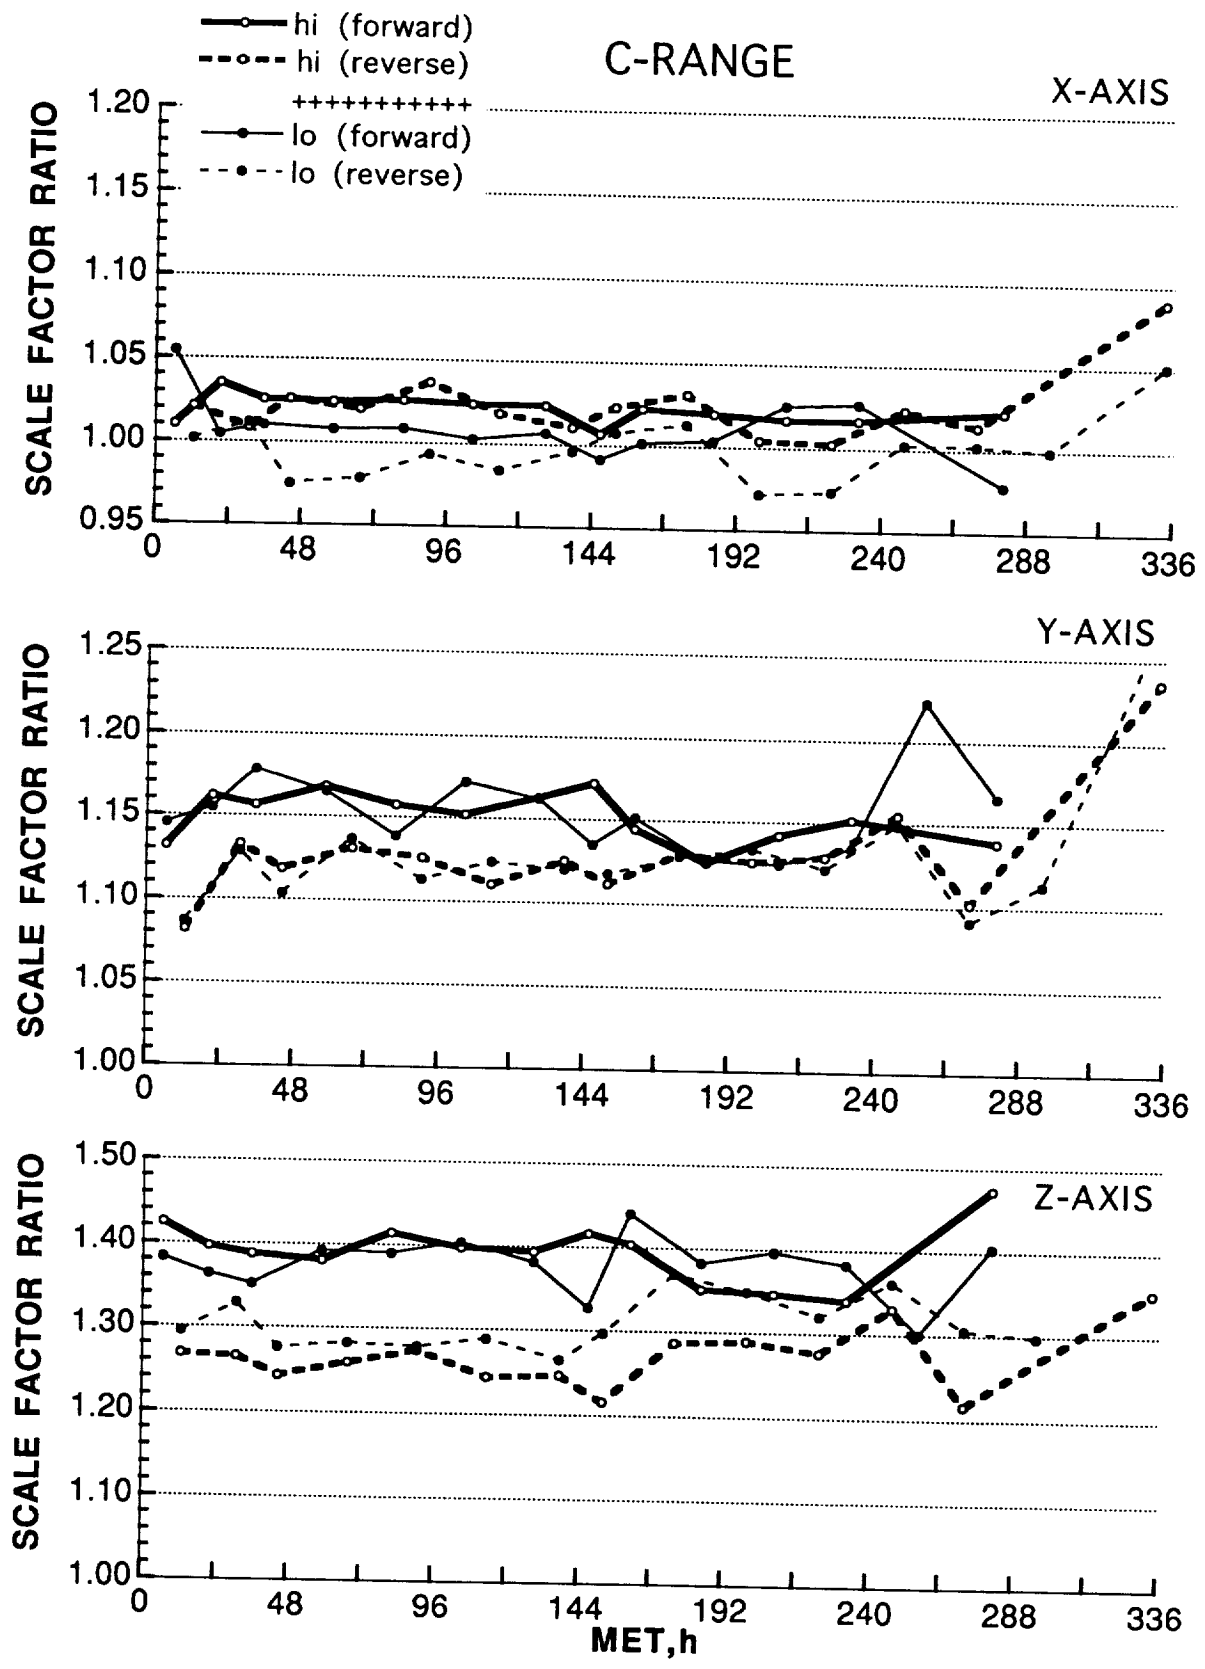 hi (forward)
hi (reverse)
+++++++++++
lo (forward)
lo (reverse)
C-RANGE
X-AXIS
SCALE FACTOR RATIO
1.20
1.15
1.10
1.05
1.00
0.95
0 48 96 144 192 240 288 336
Y-AXIS
SCALE FACTOR RATIO
1.25
1.20
1.15
1.10
1.05
1.00
0 48 96 144 192 240 288 336
Z-AXIS
SCALE FACTOR RATIO
1.50
1.40
1.30
1.20
1.10
1.00
0 48 96 144 192 240 288 336
MET,h